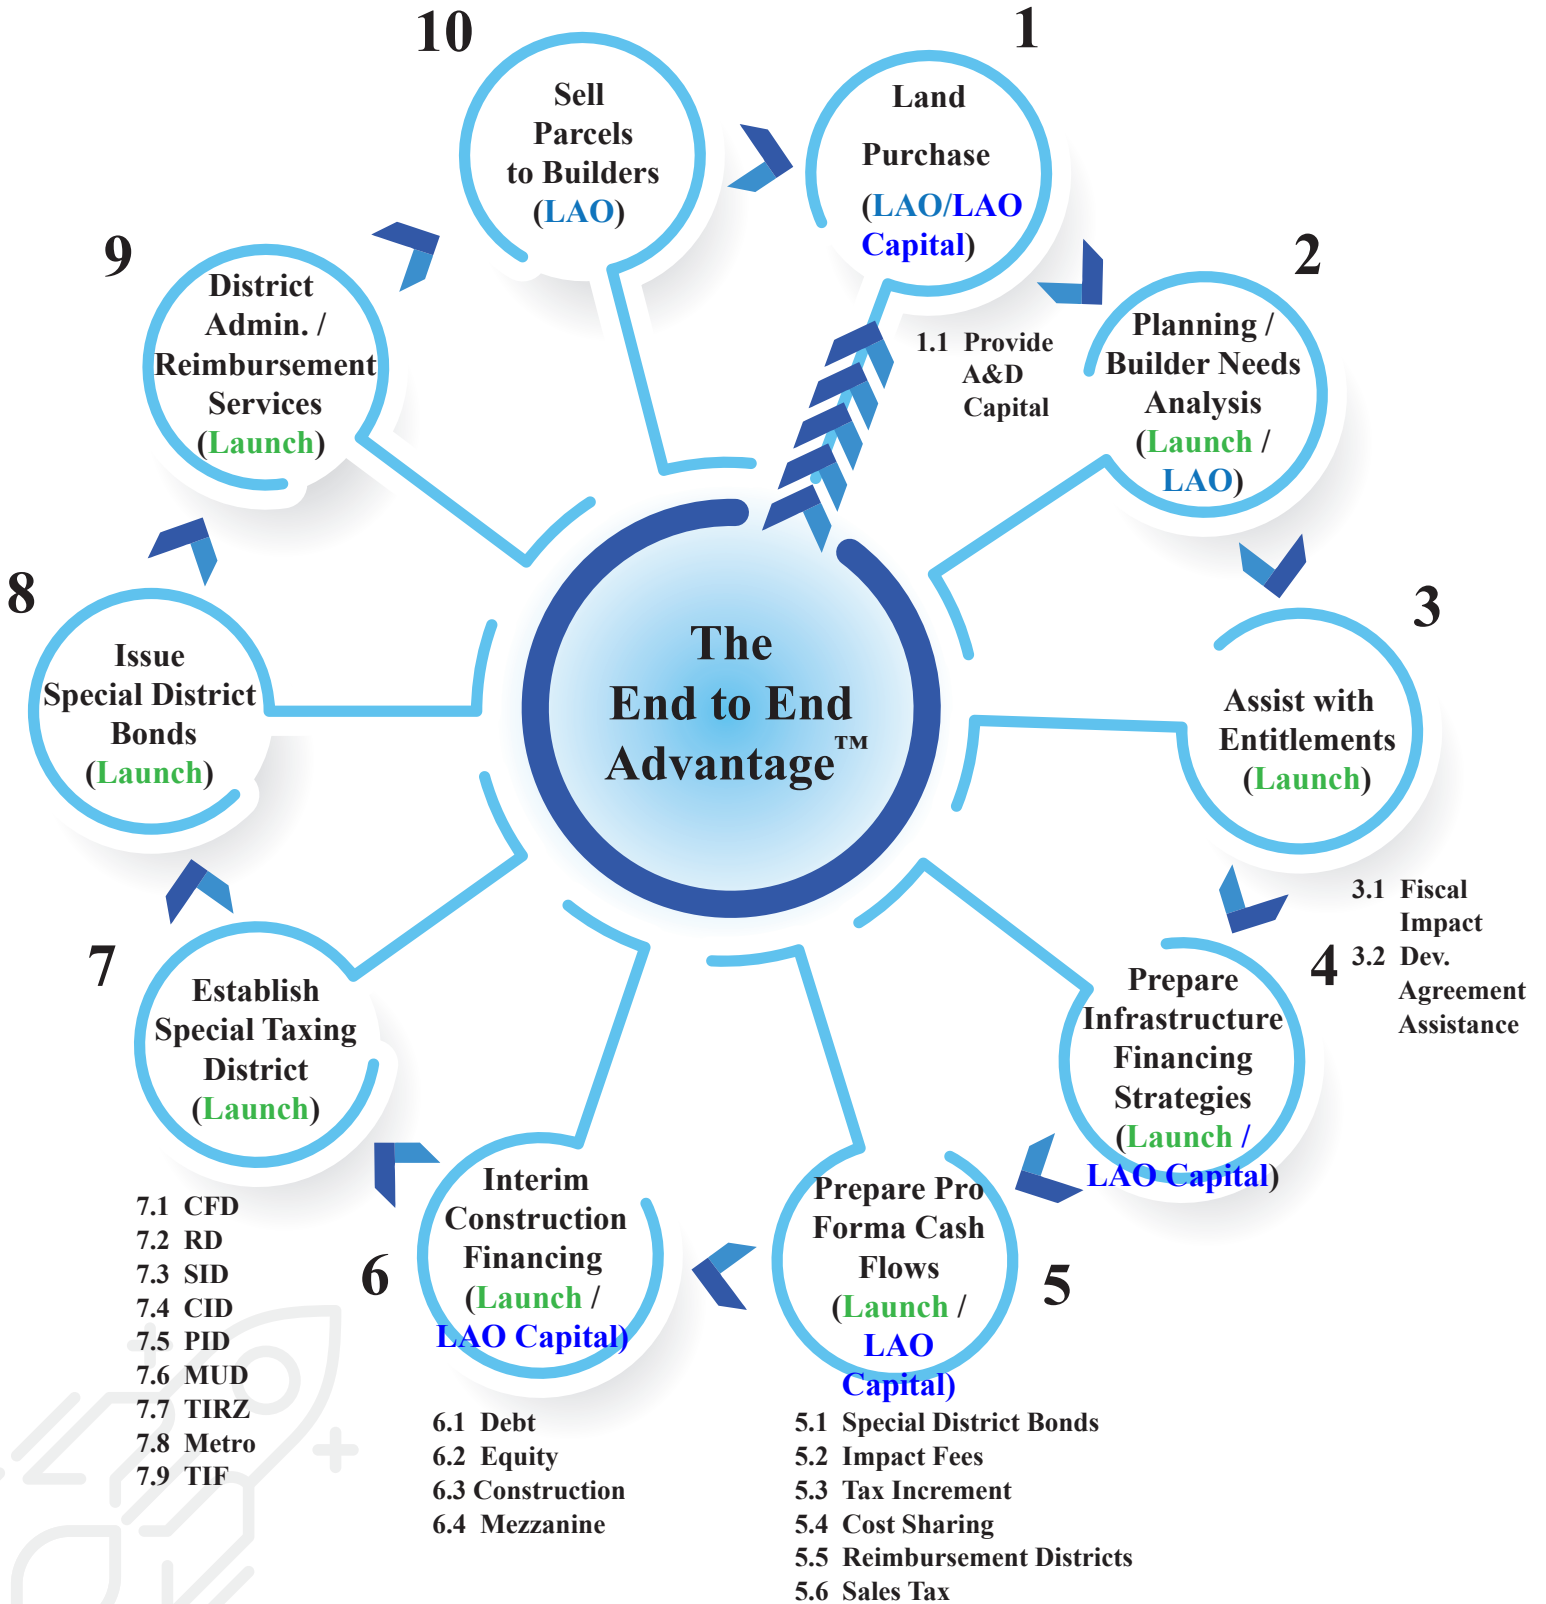 The
End to End
Advantage™
1
Land
Purchase
(LAO/LAO
Capital)
1.1 Provide
A&D
Capital
2
Planning /
Builder Needs
Analysis
(Launch /
LAO)
3
Assist with
Entitlements
(Launch)
3.1 Fiscal
Impact
3.2 Dev.
Agreement
Assistance
4
Prepare
Infrastructure
Financing
Strategies
(Launch /
LAO Capital)
5
Prepare Pro
Forma Cash
Flows
(Launch /
LAO
Capital)
5.1 Special District Bonds
5.2 Impact Fees
5.3 Tax Increment
5.4 Cost Sharing
5.5 Reimbursement Districts
5.6 Sales Tax
6
Interim
Construction
Financing
(Launch /
LAO Capital)
6.1 Debt
6.2 Equity
6.3 Construction
6.4 Mezzanine
7
Establish
Special Taxing
District
(Launch)
7.1 CFD
7.2 RD
7.3 SID
7.4 CID
7.5 PID
7.6 MUD
7.7 TIRZ
7.8 Metro
7.9 TIF
8
Issue
Special District
Bonds
(Launch)
9
District
Admin. /
Reimbursement
Services
(Launch)
10
Sell
Parcels
to Builders
(LAO)